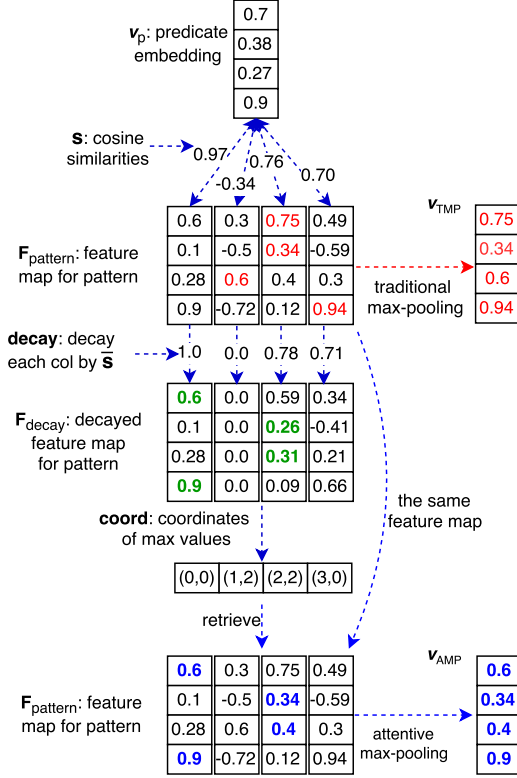 0.7
v_p: predicate
embedding
0.38
0.27
0.9
s: cosine
similarities
0.97
-0.34
0.76
0.70
F_pattern: feature
map for pattern
0.6 0.3 0.75 0.49
0.1 -0.5 0.34 -0.59
0.28 0.6 0.4 0.3
0.9 -0.72 0.12 0.94
traditional
max-pooling
v_TMP
0.75
0.34
0.6
0.94
decay: decay
each col by s̅
1.0 0.0 0.78 0.71
F_decay: decayed
feature map
for pattern
0.6 0.0 0.59 0.34
0.1 0.0 0.26 -0.41
0.28 0.0 0.31 0.21
0.9 0.0 0.09 0.66
the same
feature map
coord: coordinates
of max values
(0,0) (1,2) (2,2) (3,0)
retrieve
F_pattern: feature
map for pattern
0.6 0.3 0.75 0.49
0.1 -0.5 0.34 -0.59
0.28 0.6 0.4 0.3
0.9 -0.72 0.12 0.94
attentive
max-pooling
v_AMP
0.6
0.34
0.4
0.9